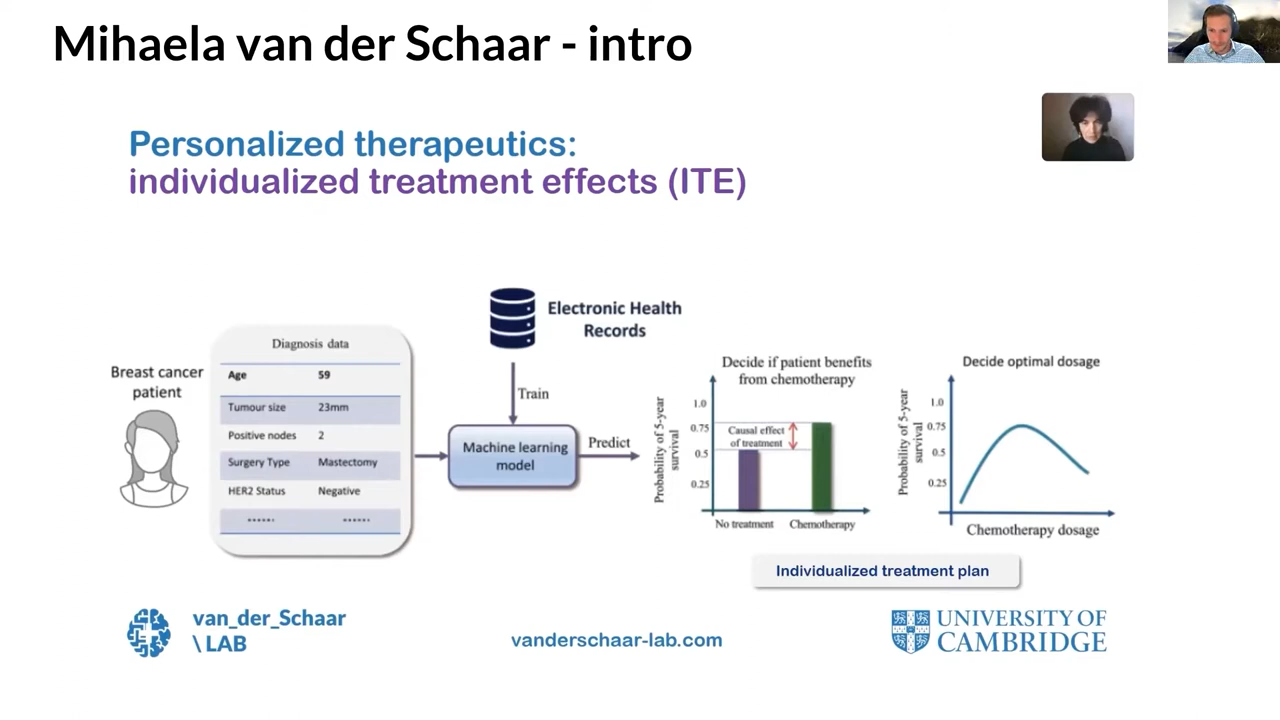 Mihaela van der Schaar - intro
Personalized therapeutics:
individualized treatment effects (ITE)
Electronic Health
Records
Breast cancer
patient
Diagnosis data
Age 59
Tumour size 23mm
Positive nodes 2
Surgery Type Mastectomy
HER2 Status Negative
...... ......
Train
Machine learning
model
Predict
Decide if patient benefits
from chemotherapy
Probability of 5-year
survival
1.0
0.75
0.5
0.25
Causal effect
of treatment
No treatment Chemotherapy
Decide optimal dosage
Probability of 5-year
survival
1.0
0.75
0.5
0.25
Chemotherapy dosage
Individualized treatment plan
van_der_Schaar
\ LAB
vanderschaar-lab.com
UNIVERSITY OF
CAMBRIDGE